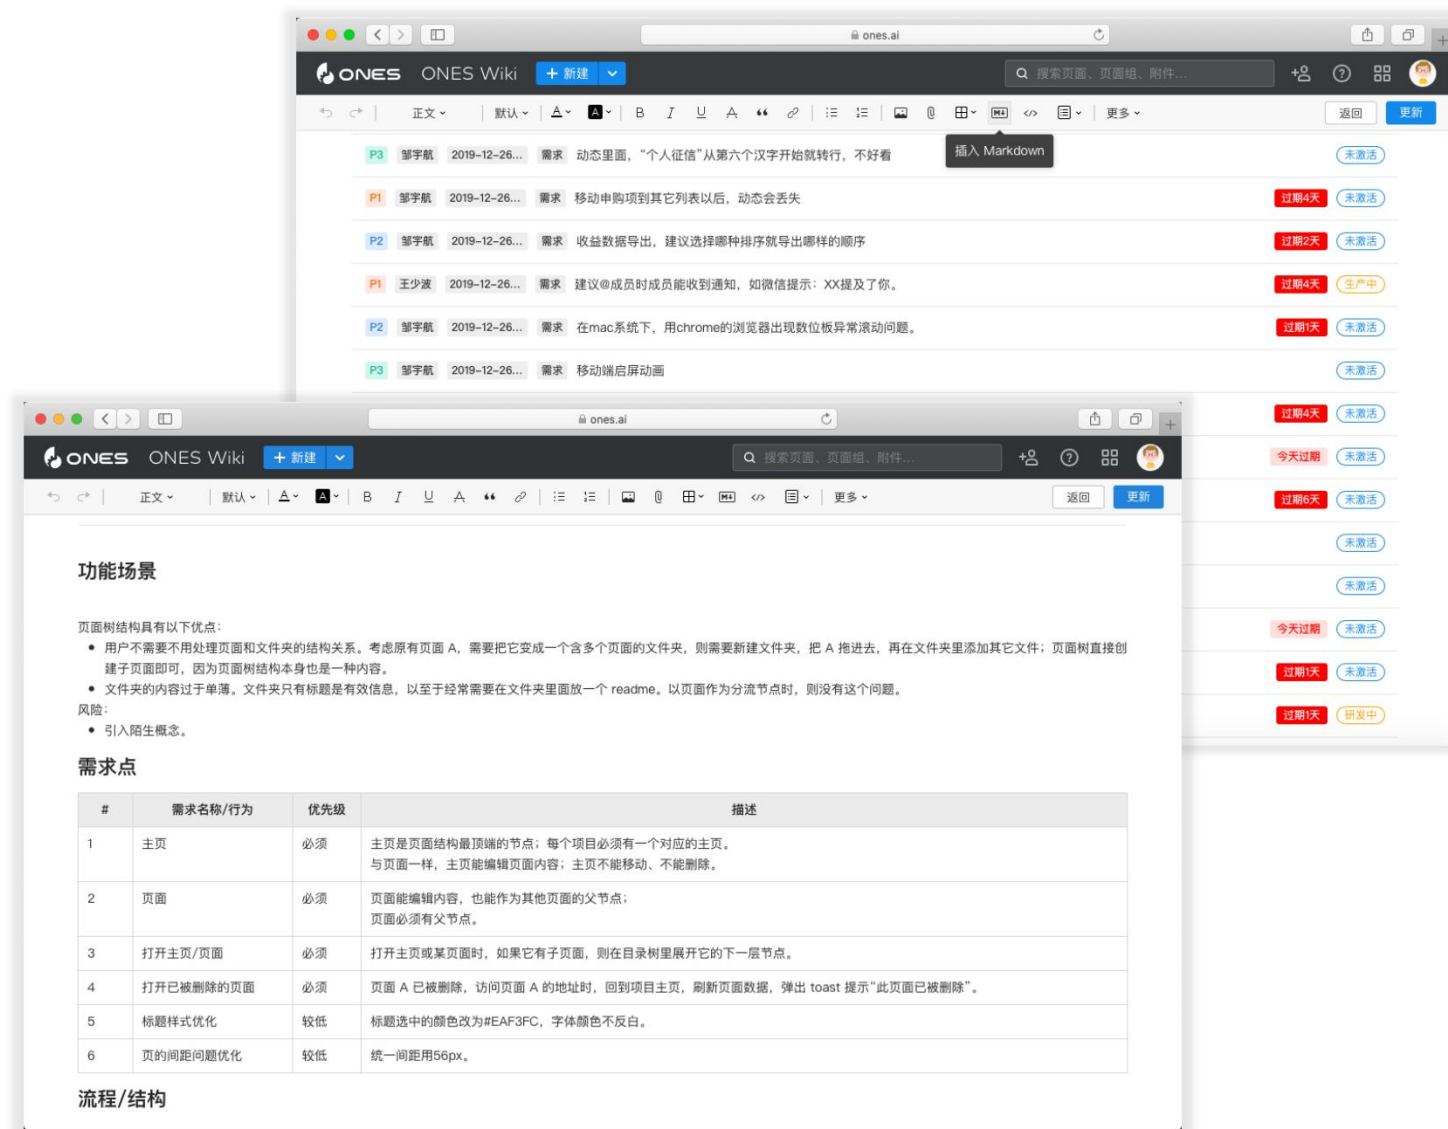 ones.ai
ONES ONES Wiki + 新建 搜索页面、页面组、附件...
正文 默认 A A B I U A 更多 返回 更新
插入 Markdown
P3 邹宇航 2019-12-26... 需求 动态里面，“个人征信”从第六个汉字开始就转行，不好看 未激活
P1 邹宇航 2019-12-26... 需求 移动申购项到其它列表以后，动态会丢失 过期4天 未激活
P2 邹宇航 2019-12-26... 需求 收益数据导出，建议选择哪种排序就导出哪样的顺序 过期2天 未激活
P1 王少波 2019-12-26... 需求 建议@成员时成员能收到通知，如微信提示：XX提及了你。 过期4天 生产中
P2 邹宇航 2019-12-26... 需求 在mac系统下，用chrome的浏览器出现数位板异常滚动问题。 过期1天 未激活
P3 邹宇航 2019-12-26... 需求 移动端启屏动画 未激活
过期4天 未激活
今天过期 未激活
过期6天 未激活
未激活
未激活
今天过期 未激活
过期1天 未激活
过期1天 研发中
ones.ai
ONES ONES Wiki + 新建 搜索页面、页面组、附件...
正文 默认 A A B I U A 更多 返回 更新
功能场景
页面树结构具有以下优点：
• 用户不需要不用处理页面和文件夹的结构关系。考虑原有页面 A，需要把它变成一个含多个页面的文件夹，则需要新建文件夹，把 A 拖进去，再在文件夹里添加其它文件；页面树直接创
建子页面即可，因为页面树结构本身也是一种内容。
• 文件夹的内容过于单薄。文件夹只有标题是有效信息，以至于经常需要在文件夹里面放一个 readme。以页面作为分流节点时，则没有这个问题。
风险：
• 引入陌生概念。
需求点
# 需求名称/行为 优先级 描述
1 主页 必须 主页是页面结构最顶端的节点；每个项目必须有一个对应的主页。
与页面一样，主页能编辑页面内容；主页不能移动、不能删除。
2 页面 必须 页面能编辑内容，也能作为其他页面的父节点；
页面必须有父节点。
3 打开主页/页面 必须 打开主页或某页面时，如果它有子页面，则在目录树里展开它的下一层节点。
4 打开已被删除的页面 必须 页面 A 已被删除，访问页面 A 的地址时，回到项目主页，刷新页面数据，弹出 toast 提示“此页面已被删除”。
5 标题样式优化 较低 标题选中的颜色改为#EAF3FC，字体颜色不反白。
6 页的间距问题优化 较低 统一间距用56px。
流程/结构